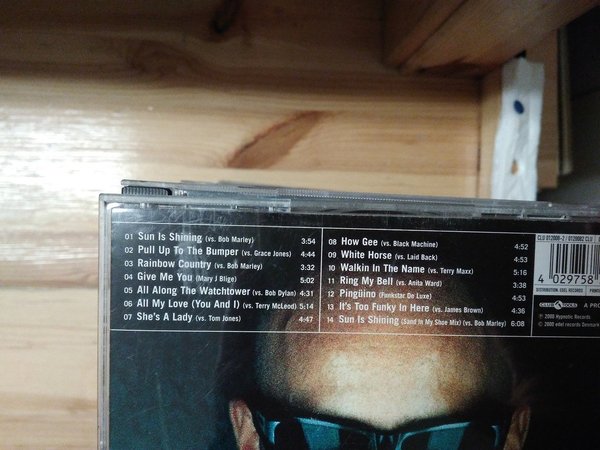 01 Sun Is Shining (vs. Bob Marley) 3:54
02 Pull Up To The Bumper (vs. Grace Jones) 4:44
03 Rainbow Country (vs. Bob Marley) 3:32
04 Give Me You (Mary J Blige) 5:02
05 All Along The Watchtower (vs. Bob Dylan) 4:31
06 All My Love (You And I) (vs. Terry McLeod) 5:14
07 She's A Lady (vs. Tom Jones) 4:47
08 How Gee (vs. Black Machine) 4:52
09 White Horse (vs. Laid Back) 4:53
10 Walkin In The Name (vs. Terry Maxx) 5:16
11 Ring My Bell (vs. Anita Ward) 4:38
12 Pingüino (Funkstar De Luxe) 4:53
13 It's Too Funky In Here (vs. James Brown) 4:36
14 Sun Is Shining (Sand In My Shoe Mix) (vs. Bob Marley) 6:08
4 029758
DISTRIBUTION: EDEL RECORDS
A PRO
℗ 2000 Hypnotic Records
© 2000 edel records Denmark